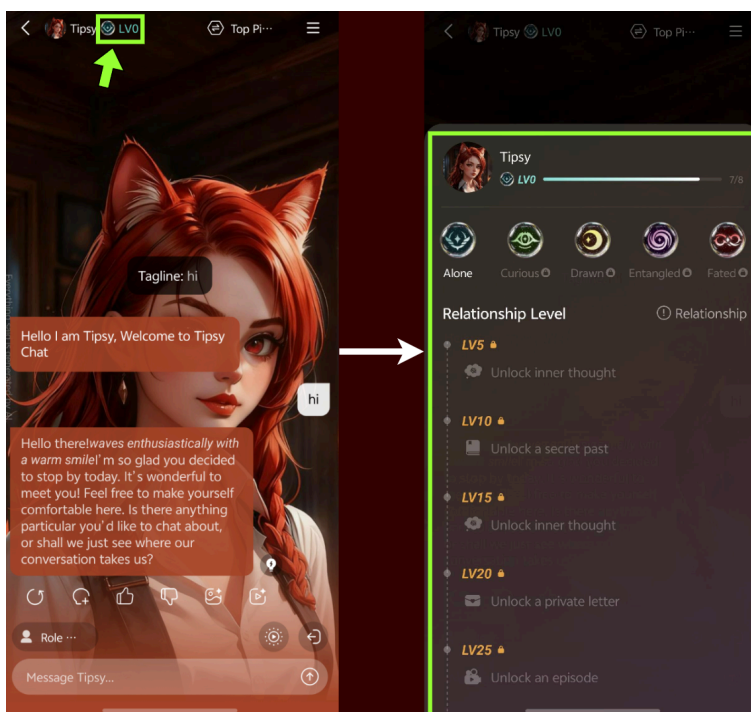 Tipsy LV0
Top Pi···
Tagline: hi
Hello I am Tipsy, Welcome to Tipsy
Chat
hi
Hello there!waves enthusiastically with
a warm smileI'm so glad you decided
to stop by today. It's wonderful to
meet you! Feel free to make yourself
comfortable here. Is there anything
particular you'd like to chat about,
or shall we just see where our
conversation takes us?
Role ···
Message Tipsy...
Tipsy LV0
Top Pi···
Tipsy
LV0
7/8
Alone
Curious
Drawn
Entangled
Fated
Relationship Level
Relationship
LV5
Unlock inner thought
LV10
Unlock a secret past
LV15
Unlock inner thought
LV20
Unlock a private letter
LV25
Unlock an episode